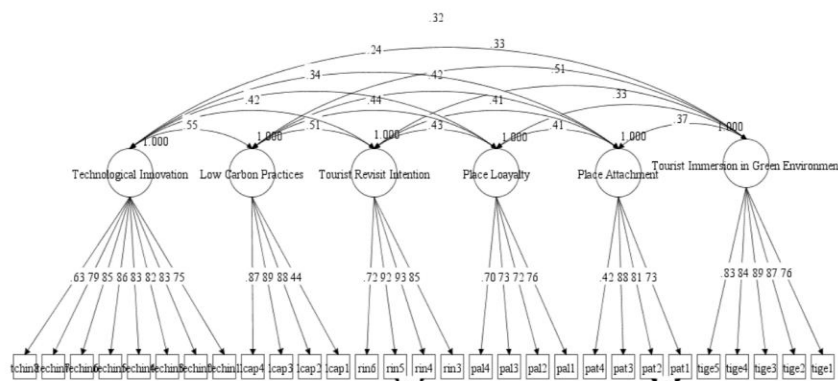 .32
.24 .33
.34 .42 .51
.42 .44 .41 .33
.55 .51 .43 .41 .37
1.000 1.000 1.000 1.000 1.000 1.000
Technological Innovation Low Carbon Practices Tourist Revisit Intention Place Loayalty Place Attachment Tourist Immersion in Green Environmen
.63 79 85 86 83 82 83 75 .87 89 88 44 .72 92 93 85 .70 73 72 76 .42 88 81 73 .83 84 89 87 76
lcap4 lcap3 lcap2 lcap1 rin6 rin5 rin4 rin3 pal4 pal3 pal2 pal1 pat4 pat3 pat2 pat1 tige5 tige4 tige3 tige2 tige1